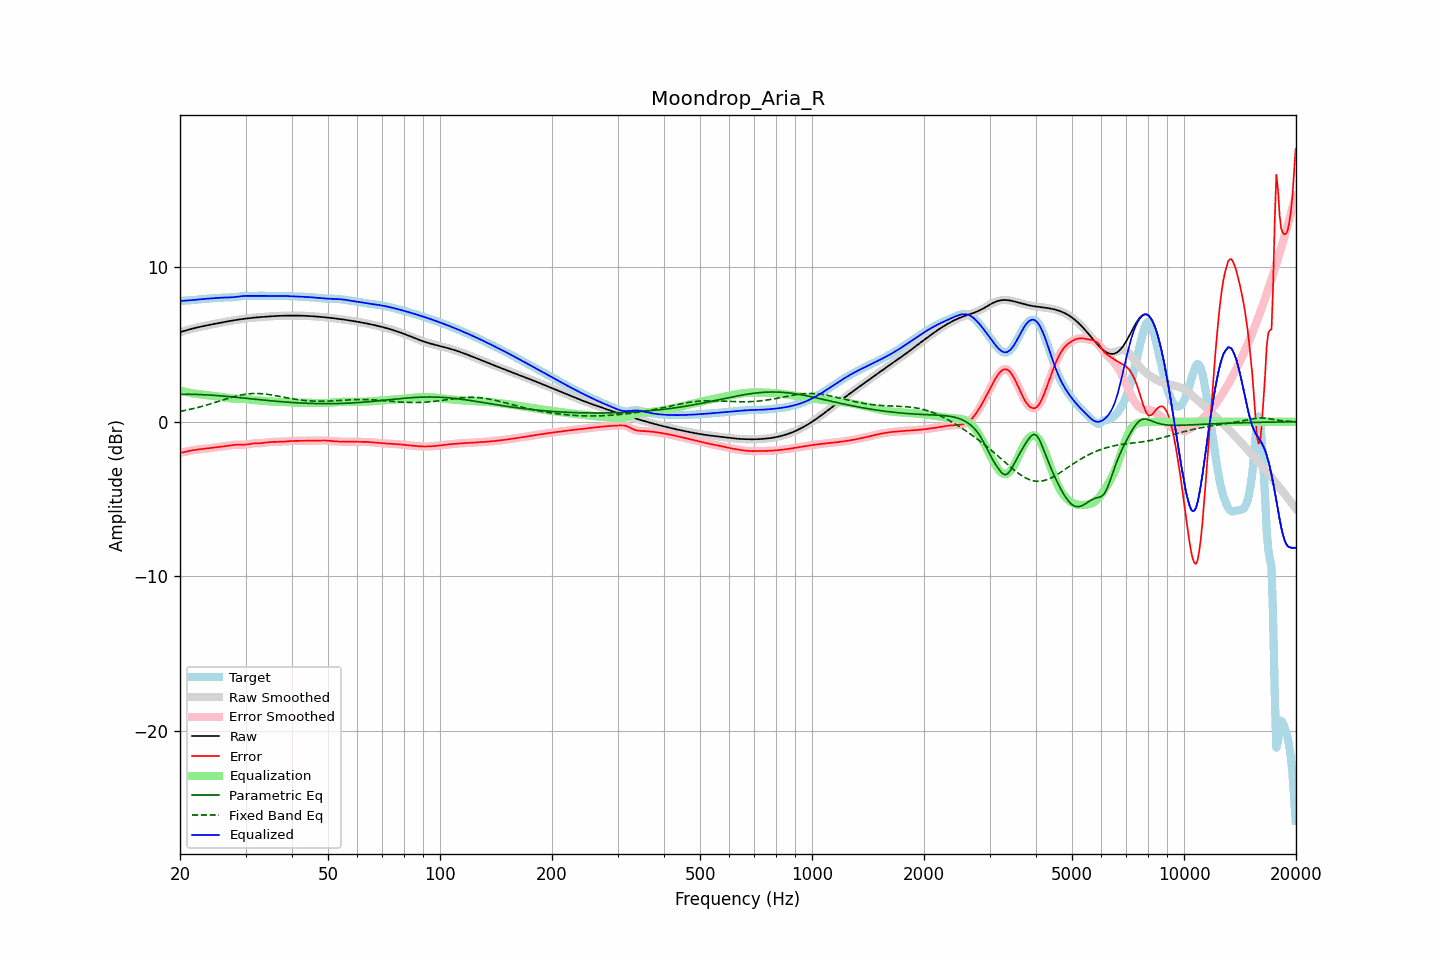 Moondrop_Aria_R
Amplitude (dBr)
10
0
−10
−20
Target
Raw Smoothed
Error Smoothed
Raw
Error
Equalization
Parametric Eq
Fixed Band Eq
Equalized
20 50 100 200 500 1000 2000 5000 10000 20000
Frequency (Hz)